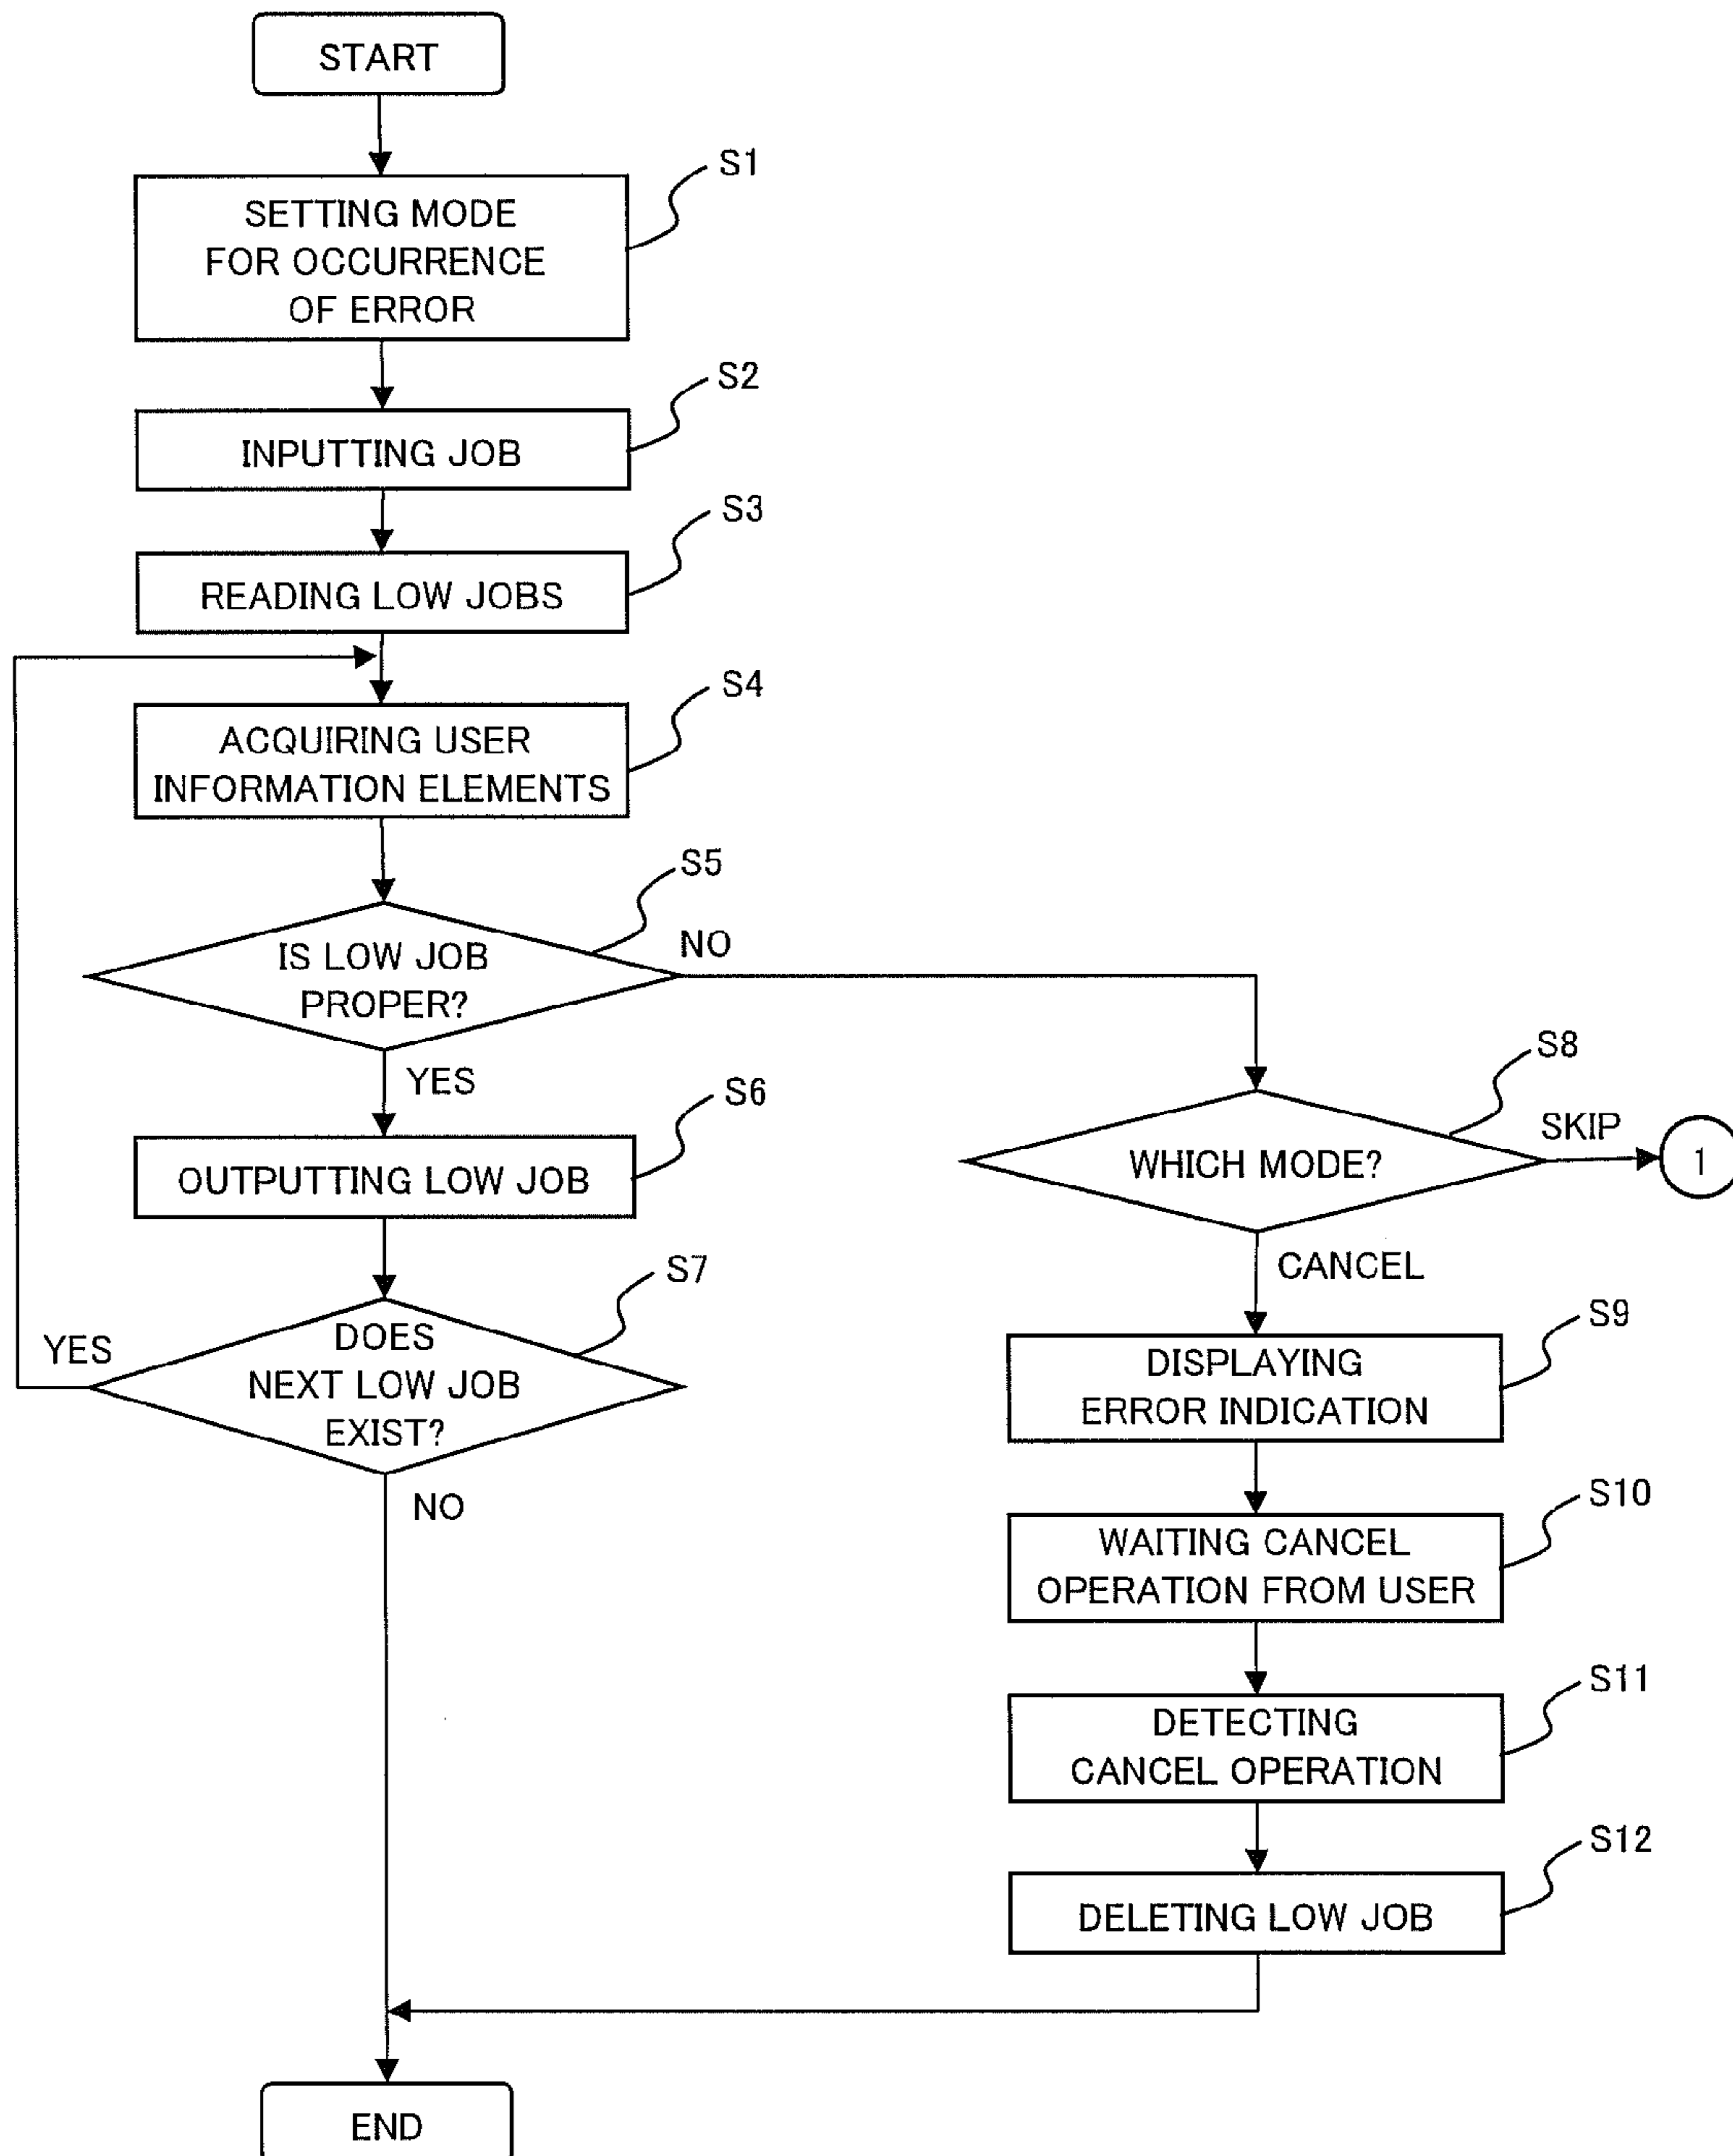 START
S1
SETTING MODE
FOR OCCURRENCE
OF ERROR
S2
INPUTTING JOB
S3
READING LOW JOBS
S4
ACQUIRING USER
INFORMATION ELEMENTS
S5
IS LOW JOB
PROPER?
NO
YES
S6
OUTPUTTING LOW JOB
S7
DOES
NEXT LOW JOB
EXIST?
YES
NO
S8
WHICH MODE?
SKIP
1
CANCEL
S9
DISPLAYING
ERROR INDICATION
S10
WAITING CANCEL
OPERATION FROM USER
S11
DETECTING
CANCEL OPERATION
S12
DELETING LOW JOB
END